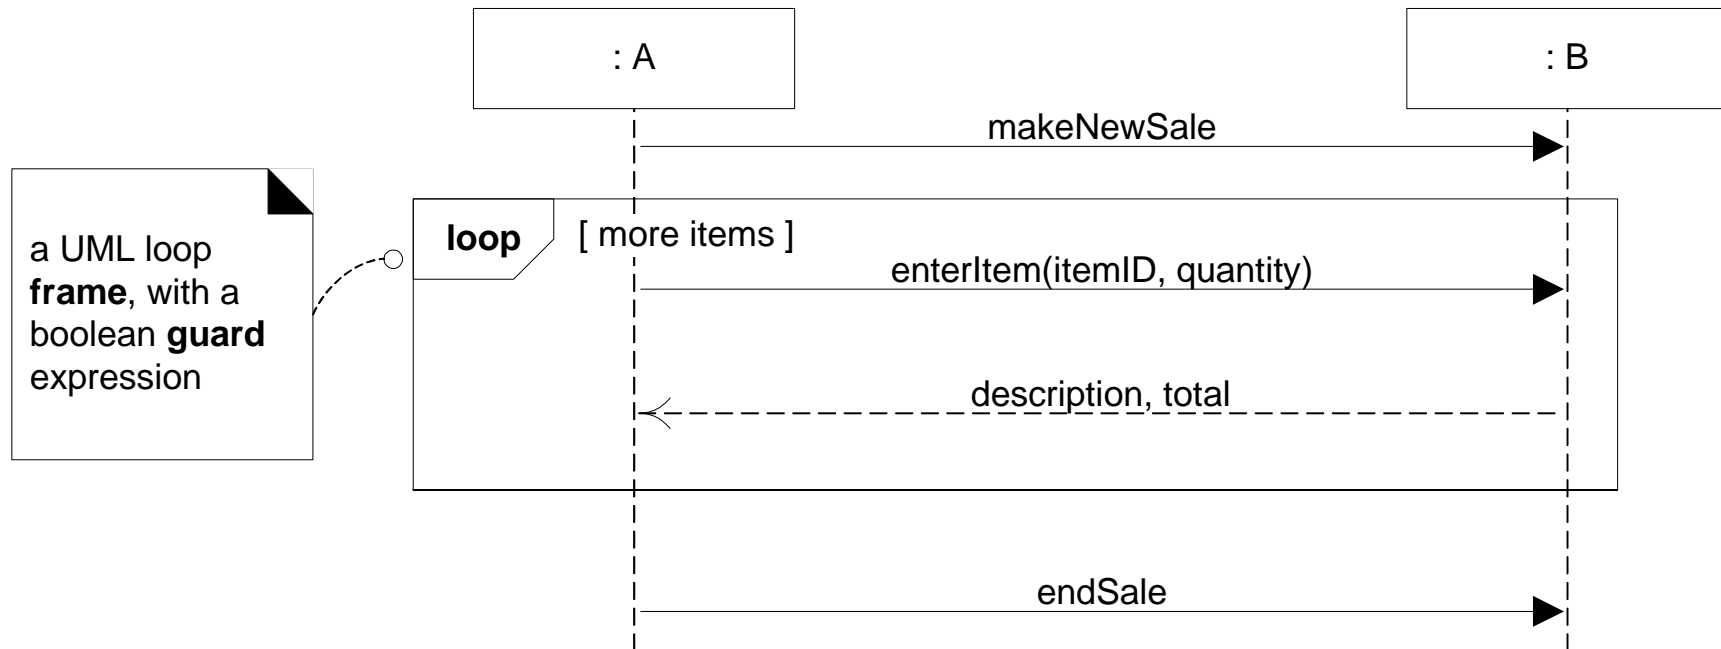 : A
: B
makeNewSale
a UML loop
frame, with a
boolean guard
expression
loop
[ more items ]
enterItem(itemID, quantity)
description, total
endSale